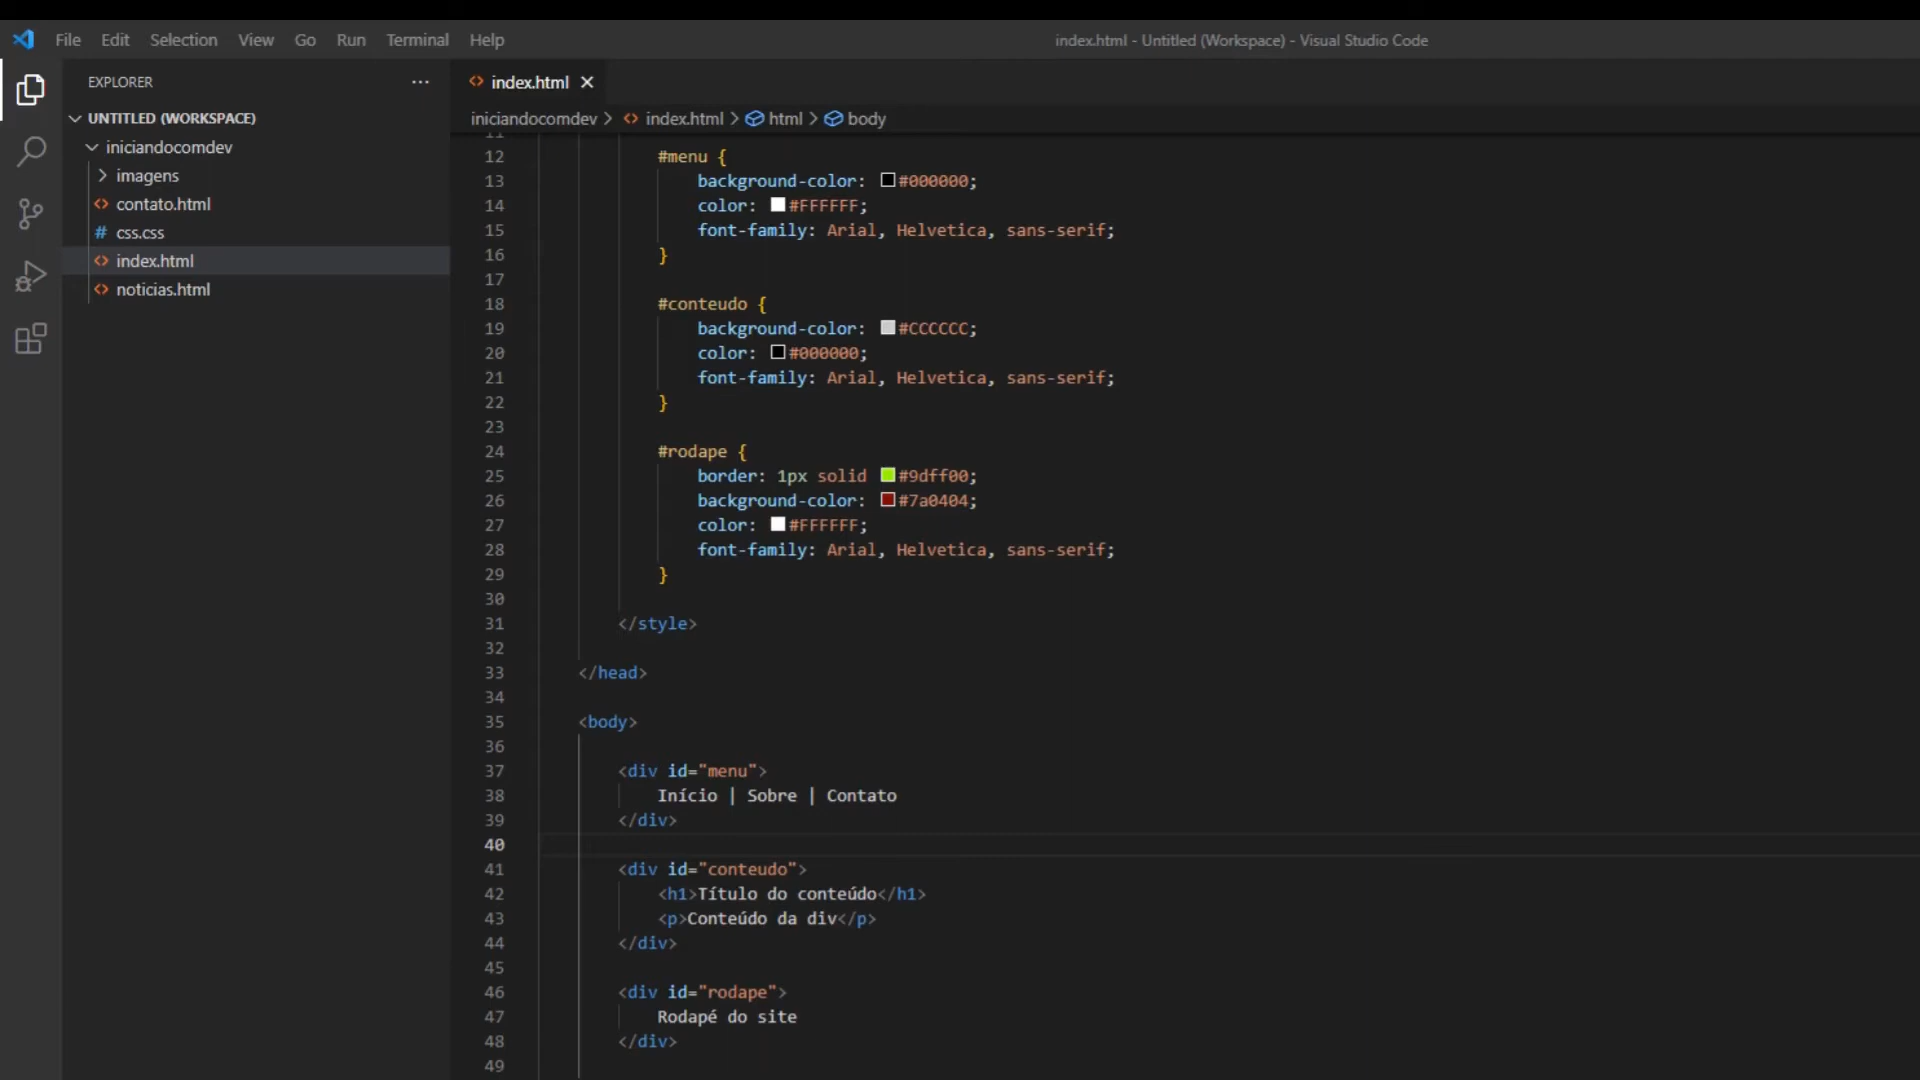 File Edit Selection View Go Run Terminal Help
index.html - Untitled (Workspace) - Visual Studio Code
EXPLORER ···
index.html
UNTITLED (WORKSPACE)
iniciandocomdev > index.html > html > body
iniciandocomdev
imagens
contato.html
# css.css
index.html
noticias.html
11
12 #menu {
13 background-color: #000000;
14 color: #FFFFFF;
15 font-family: Arial, Helvetica, sans-serif;
16 }
17
18 #conteudo {
19 background-color: #CCCCCC;
20 color: #000000;
21 font-family: Arial, Helvetica, sans-serif;
22 }
23
24 #rodape {
25 border: 1px solid #9dff00;
26 background-color: #7a0404;
27 color: #FFFFFF;
28 font-family: Arial, Helvetica, sans-serif;
29 }
30
31 </style>
32
33 </head>
34
35 <body>
36
37 <div id="menu">
38 Início | Sobre | Contato
39 </div>
40
41 <div id="conteudo">
42 <h1>Título do conteúdo</h1>
43 <p>Conteúdo da div</p>
44 </div>
45
46 <div id="rodape">
47 Rodapé do site
48 </div>
49